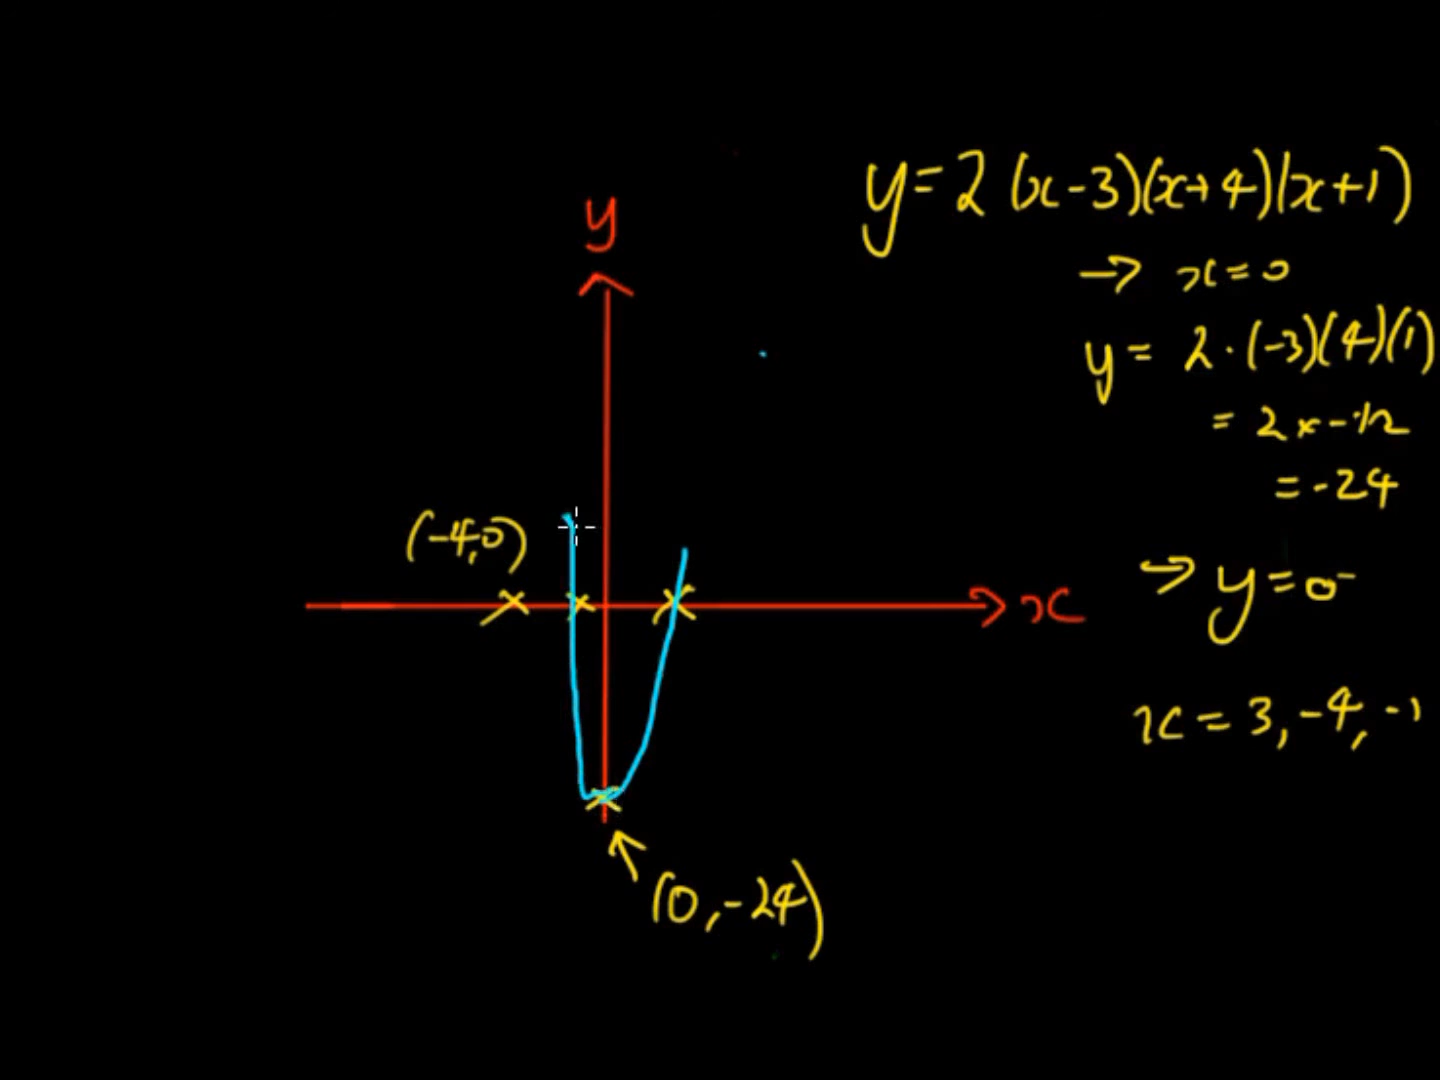 y = 2 (x-3)(x+4)(x+1)
→ x = 0
y
y = 2 · (-3)(4)(1)
= 2 × -12
= -24
(-4,0)
→ y = 0
x
x = 3, -4, -1
(0, -24)